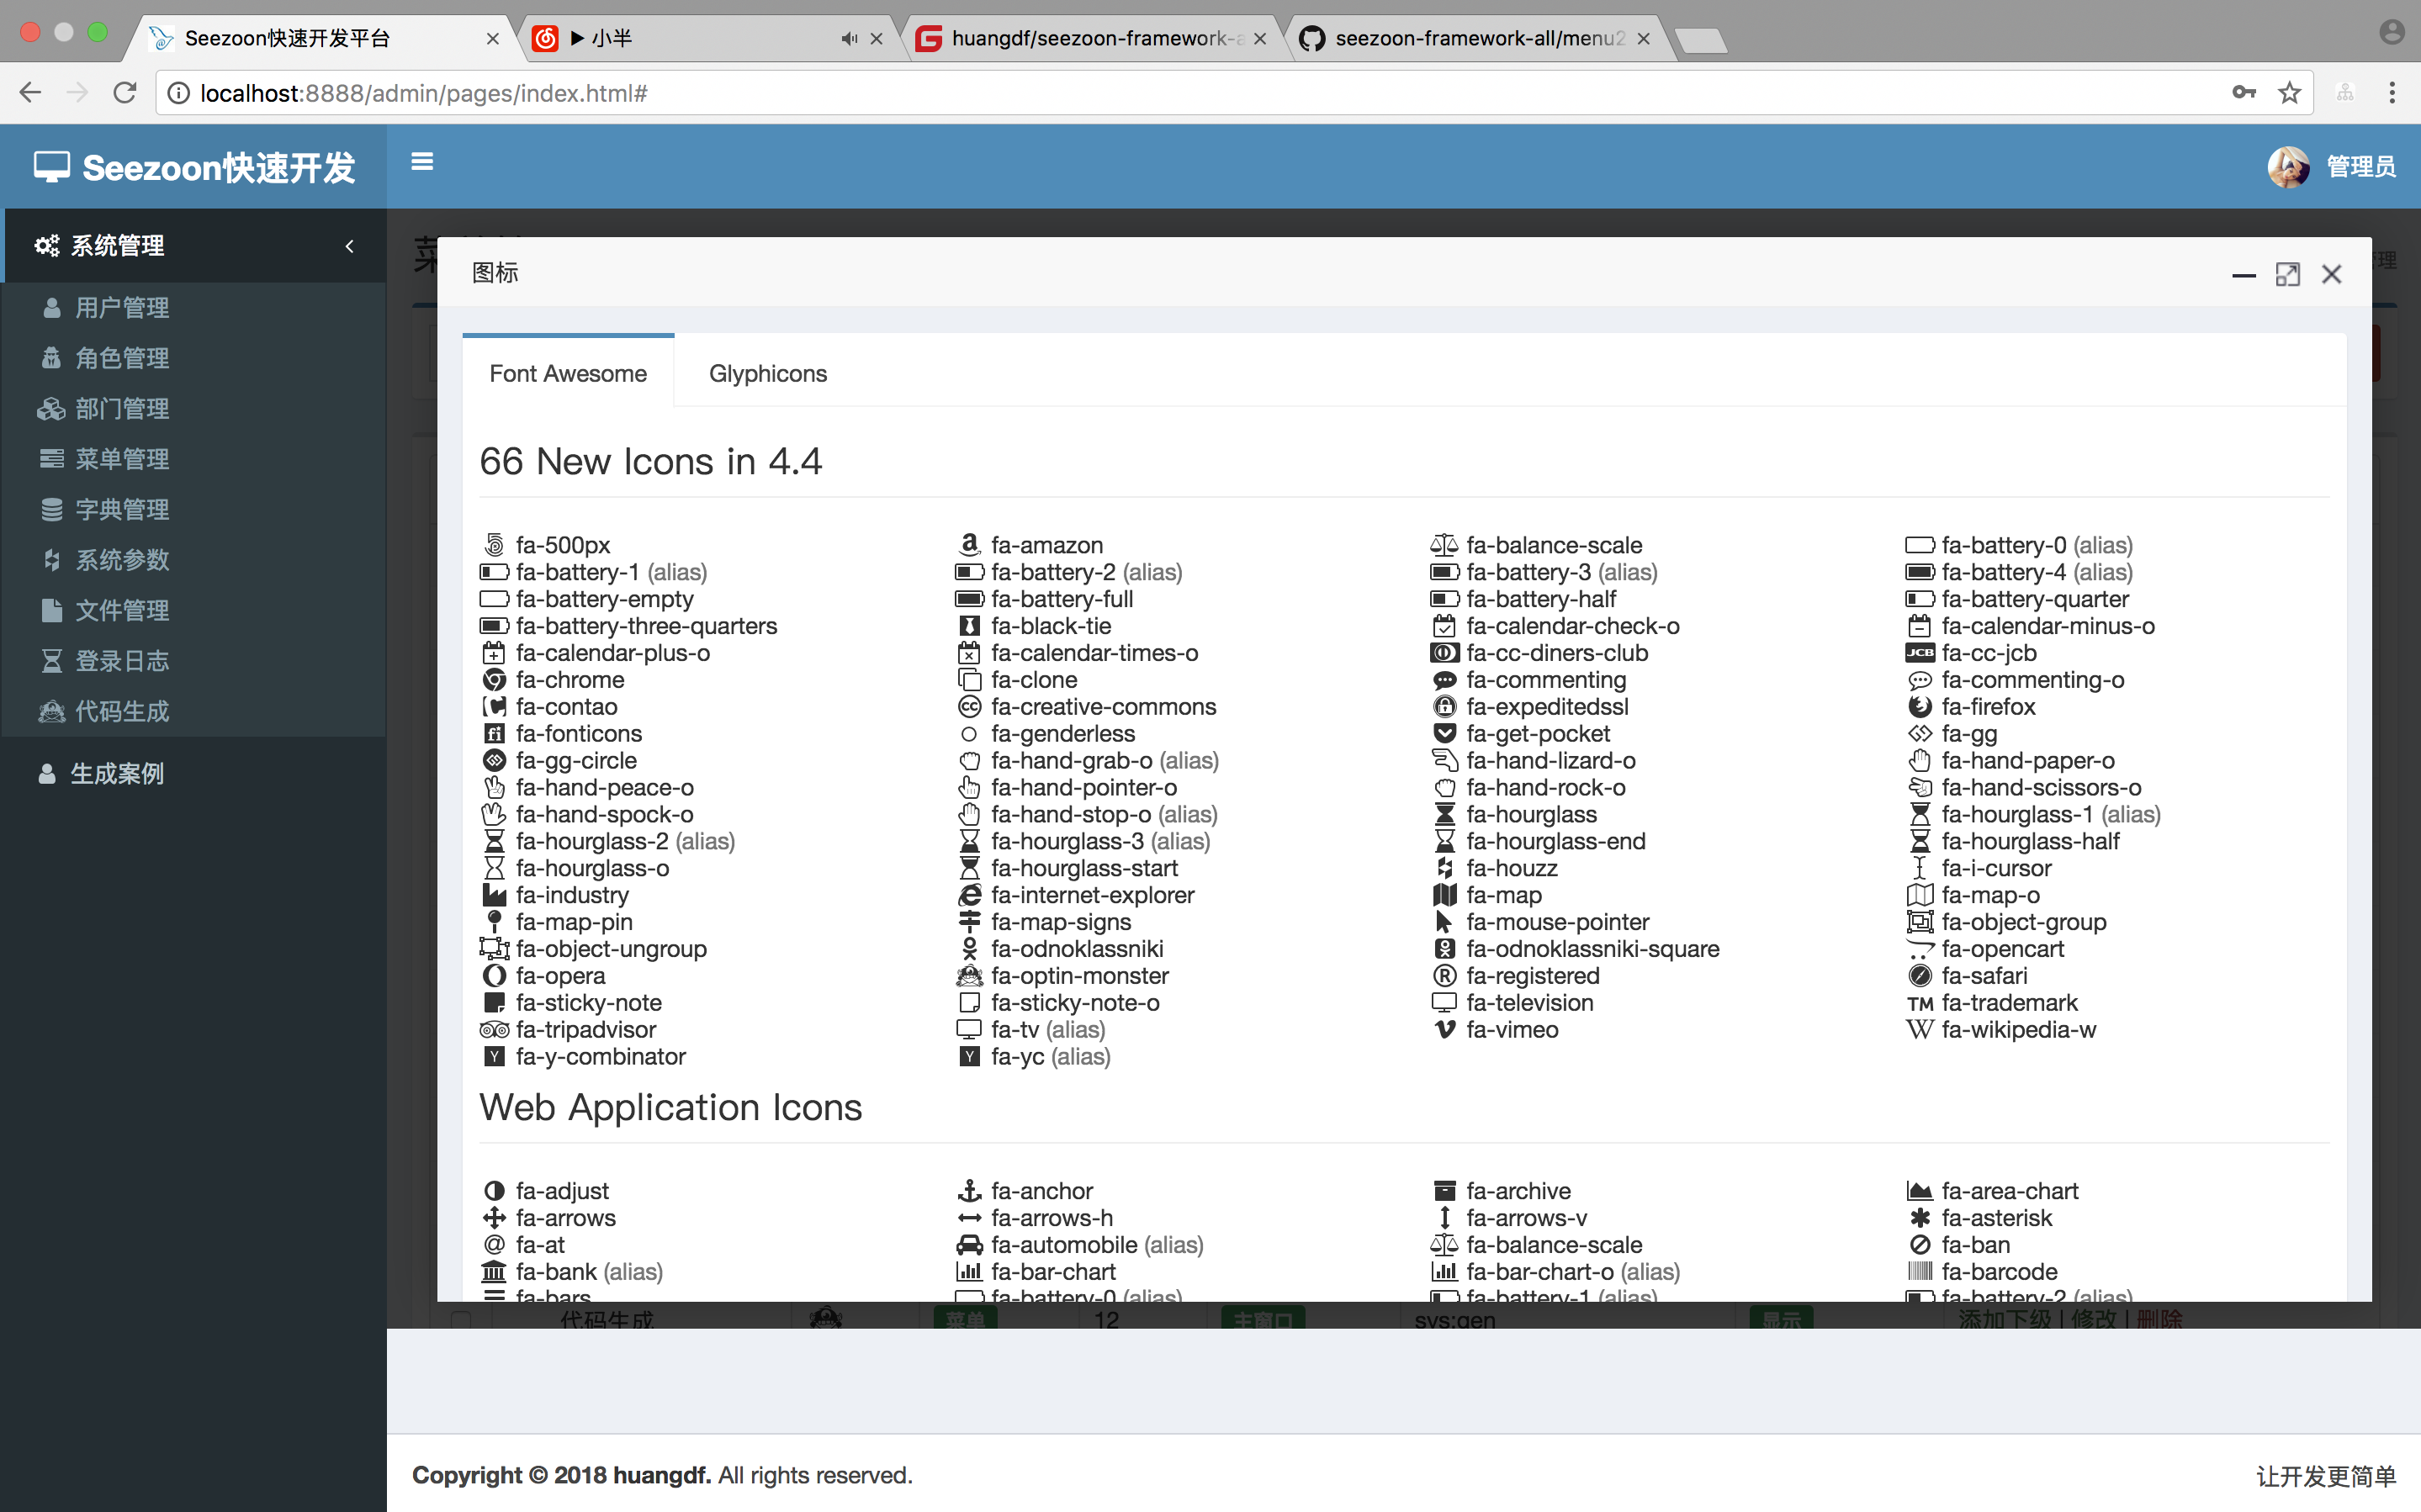 Seezoon快速开发平台
▶ 小半
huangdf/seezoon-framework-a
seezoon-framework-all/menu2
localhost:8888/admin/pages/index.html#
Seezoon快速开发
管理员
系统管理
用户管理
角色管理
部门管理
菜单管理
字典管理
系统参数
文件管理
登录日志
代码生成
生成案例
图标
Font Awesome Glyphicons
66 New Icons in 4.4
fa-500px fa-amazon fa-balance-scale fa-battery-0 (alias)
fa-battery-1 (alias) fa-battery-2 (alias) fa-battery-3 (alias) fa-battery-4 (alias)
fa-battery-empty fa-battery-full fa-battery-half fa-battery-quarter
fa-battery-three-quarters fa-black-tie fa-calendar-check-o fa-calendar-minus-o
fa-calendar-plus-o fa-calendar-times-o fa-cc-diners-club fa-cc-jcb
fa-chrome fa-clone fa-commenting fa-commenting-o
fa-contao fa-creative-commons fa-expeditedssl fa-firefox
fa-fonticons fa-genderless fa-get-pocket fa-gg
fa-gg-circle fa-hand-grab-o (alias) fa-hand-lizard-o fa-hand-paper-o
fa-hand-peace-o fa-hand-pointer-o fa-hand-rock-o fa-hand-scissors-o
fa-hand-spock-o fa-hand-stop-o (alias) fa-hourglass fa-hourglass-1 (alias)
fa-hourglass-2 (alias) fa-hourglass-3 (alias) fa-hourglass-end fa-hourglass-half
fa-hourglass-o fa-hourglass-start fa-houzz fa-i-cursor
fa-industry fa-internet-explorer fa-map fa-map-o
fa-map-pin fa-map-signs fa-mouse-pointer fa-object-group
fa-object-ungroup fa-odnoklassniki fa-odnoklassniki-square fa-opencart
fa-opera fa-optin-monster fa-registered fa-safari
fa-sticky-note fa-sticky-note-o fa-television fa-trademark
fa-tripadvisor fa-tv (alias) fa-vimeo fa-wikipedia-w
fa-y-combinator fa-yc (alias)
Web Application Icons
fa-adjust fa-anchor fa-archive fa-area-chart
fa-arrows fa-arrows-h fa-arrows-v fa-asterisk
fa-at fa-automobile (alias) fa-balance-scale fa-ban
fa-bank (alias) fa-bar-chart fa-bar-chart-o (alias) fa-barcode
fa-bars fa-battery-0 (alias) fa-battery-1 (alias) fa-battery-2 (alias)
代码生成 菜单 12 主窗口 sys:gen 显示 添加下级 | 修改 | 删除
Copyright © 2018 huangdf. All rights reserved. 让开发更简单